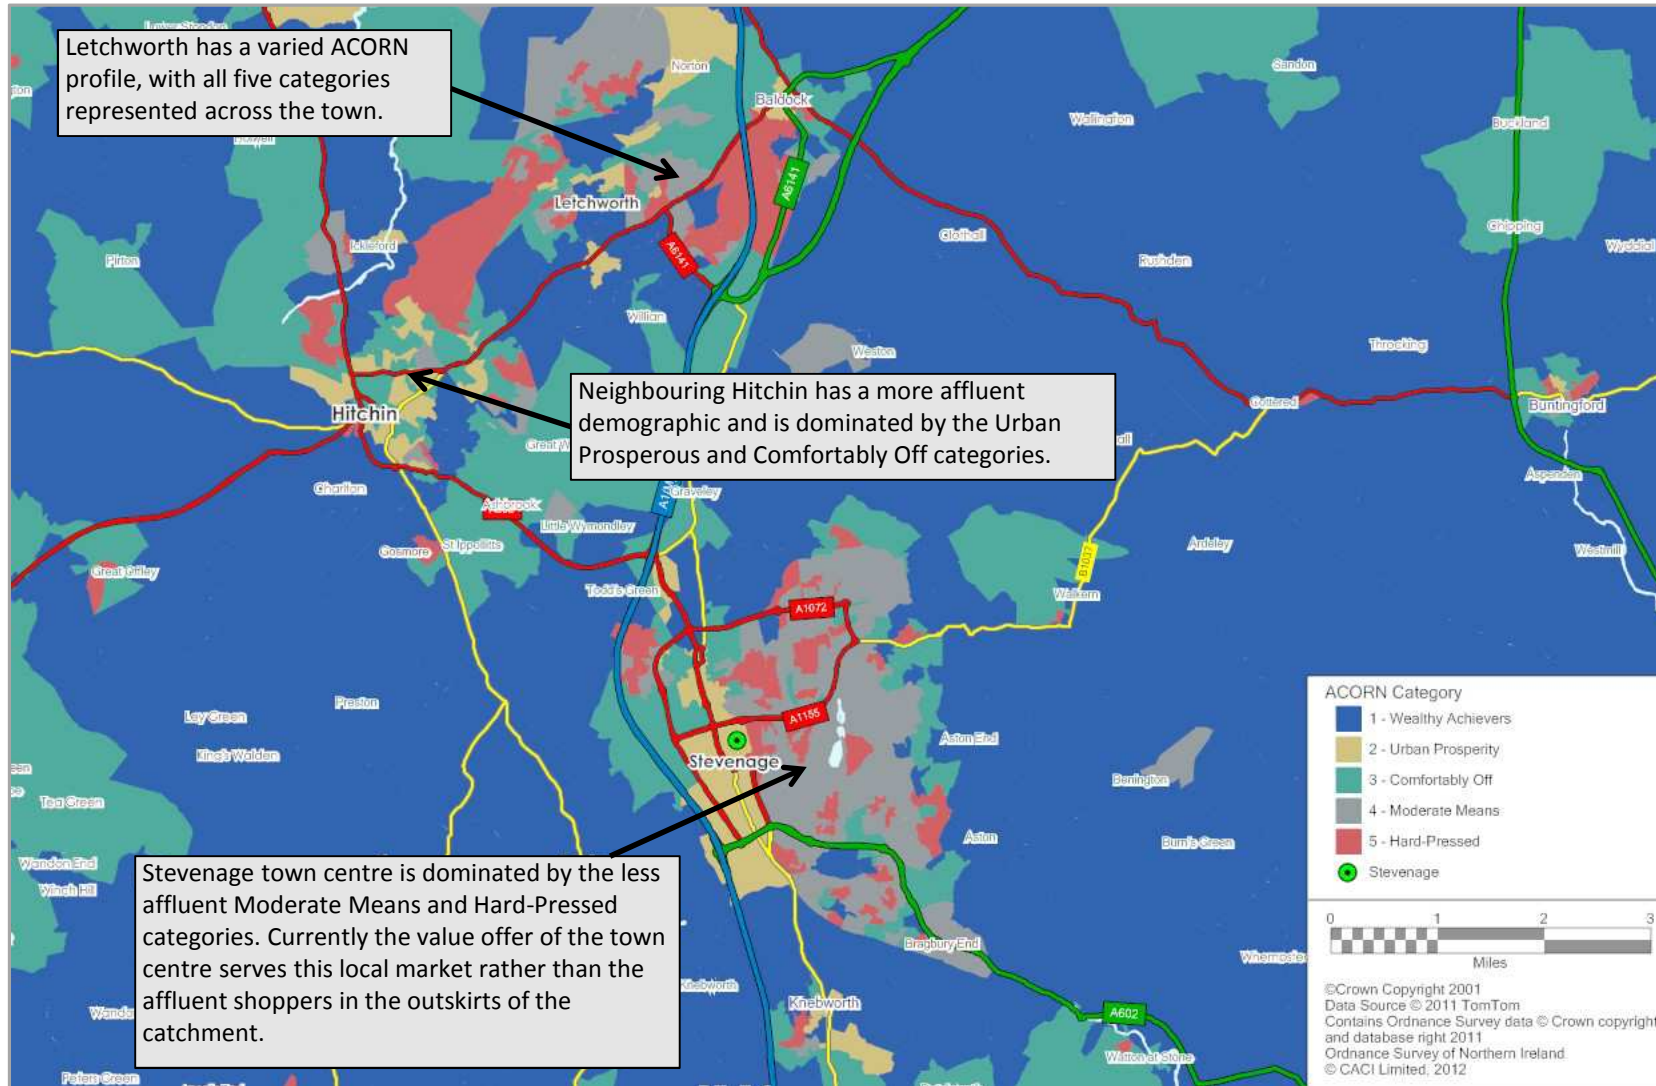 Letchworth has a varied ACORN
profile, with all five categories
represented across the town.
Norton
Baldock
Sandon
Wallington
Buckland
Letchworth
A6141
A6141
Ickleford
Pirton
Clothall
Rushden
Chipping
Wyddial
Willian
Weston
Throcking
Neighbouring Hitchin has a more affluent
demographic and is dominated by the Urban
Prosperous and Comfortably Off categories.
Hitchin
Cottered
Buntingford
Great
Charlton
Ashbrook
Graveley
Aspenden
Little Wymondley
Gosmore
St Ippollitts
Great Offley
Ardeley
Westmill
B1037
Todd's Green
Walkern
A1072
Preston
Ley Green
King's Walden
A1155
Stevenage
Aston End
Benington
Tea Green
Aston
Burn's Green
Wandon End
Winch Hill
Stevenage town centre is dominated by the less
affluent Moderate Means and Hard-Pressed
categories. Currently the value offer of the town
centre serves this local market rather than the
affluent shoppers in the outskirts of the
catchment.
Bragbury End
Knebworth
Knebworth
A602
Watton at Stone
Peters Green
ACORN Category
1 - Wealthy Achievers
2 - Urban Prosperity
3 - Comfortably Off
4 - Moderate Means
5 - Hard-Pressed
Stevenage
0 1 2 3
Miles
©Crown Copyright 2001
Data Source © 2011 TomTom
Contains Ordnance Survey data © Crown copyright
and database right 2011
Ordnance Survey of Northern Ireland
© CACI Limited, 2012